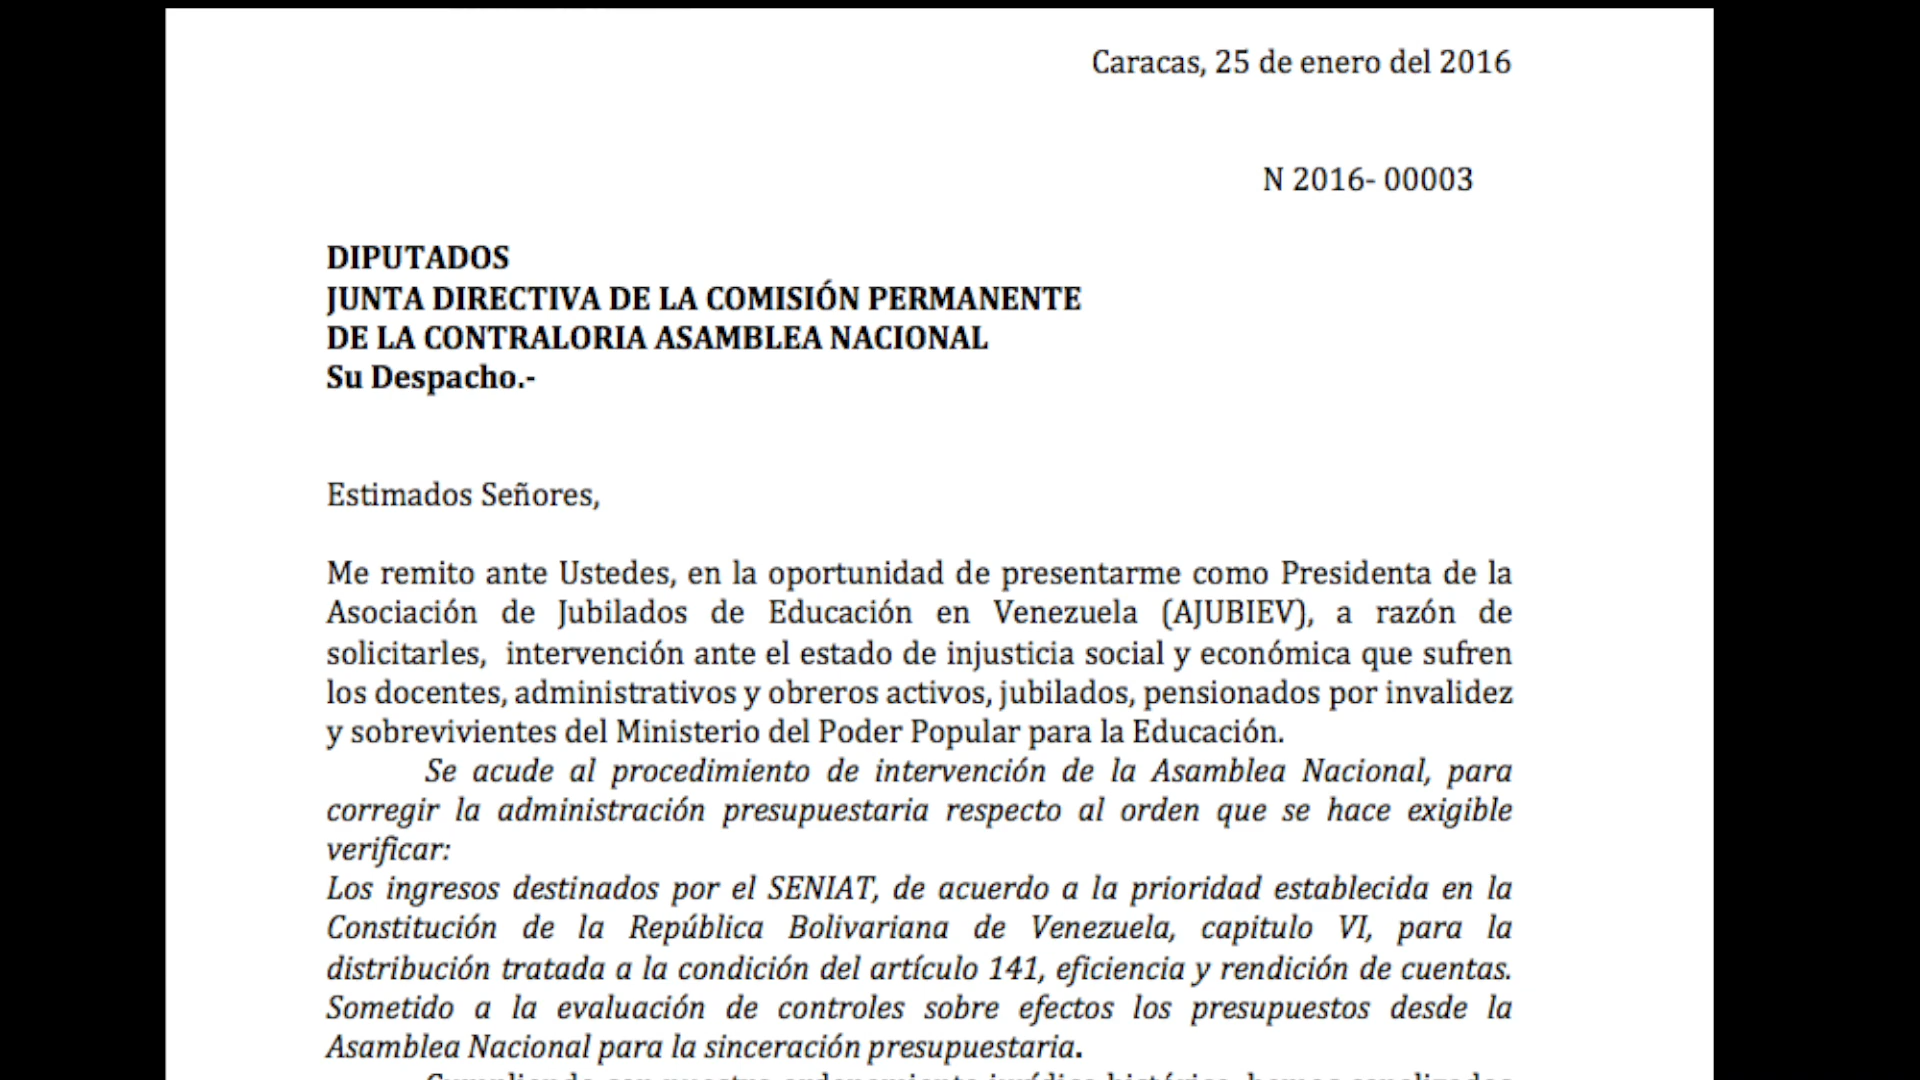 Caracas, 25 de enero del 2016
N 2016- 00003
DIPUTADOS
JUNTA DIRECTIVA DE LA COMISIÓN PERMANENTE
DE LA CONTRALORIA ASAMBLEA NACIONAL
Su Despacho.-
Estimados Señores,
Me remito ante Ustedes, en la oportunidad de presentarme como Presidenta de la
Asociación de Jubilados de Educación en Venezuela (AJUBIEV), a razón de
solicitarles, intervención ante el estado de injusticia social y económica que sufren
los docentes, administrativos y obreros activos, jubilados, pensionados por invalidez
y sobrevivientes del Ministerio del Poder Popular para la Educación.
Se acude al procedimiento de intervención de la Asamblea Nacional, para
corregir la administración presupuestaria respecto al orden que se hace exigible
verificar:
Los ingresos destinados por el SENIAT, de acuerdo a la prioridad establecida en la
Constitución de la República Bolivariana de Venezuela, capitulo VI, para la
distribución tratada a la condición del artículo 141, eficiencia y rendición de cuentas.
Sometido a la evaluación de controles sobre efectos los presupuestos desde la
Asamblea Nacional para la sinceración presupuestaria.